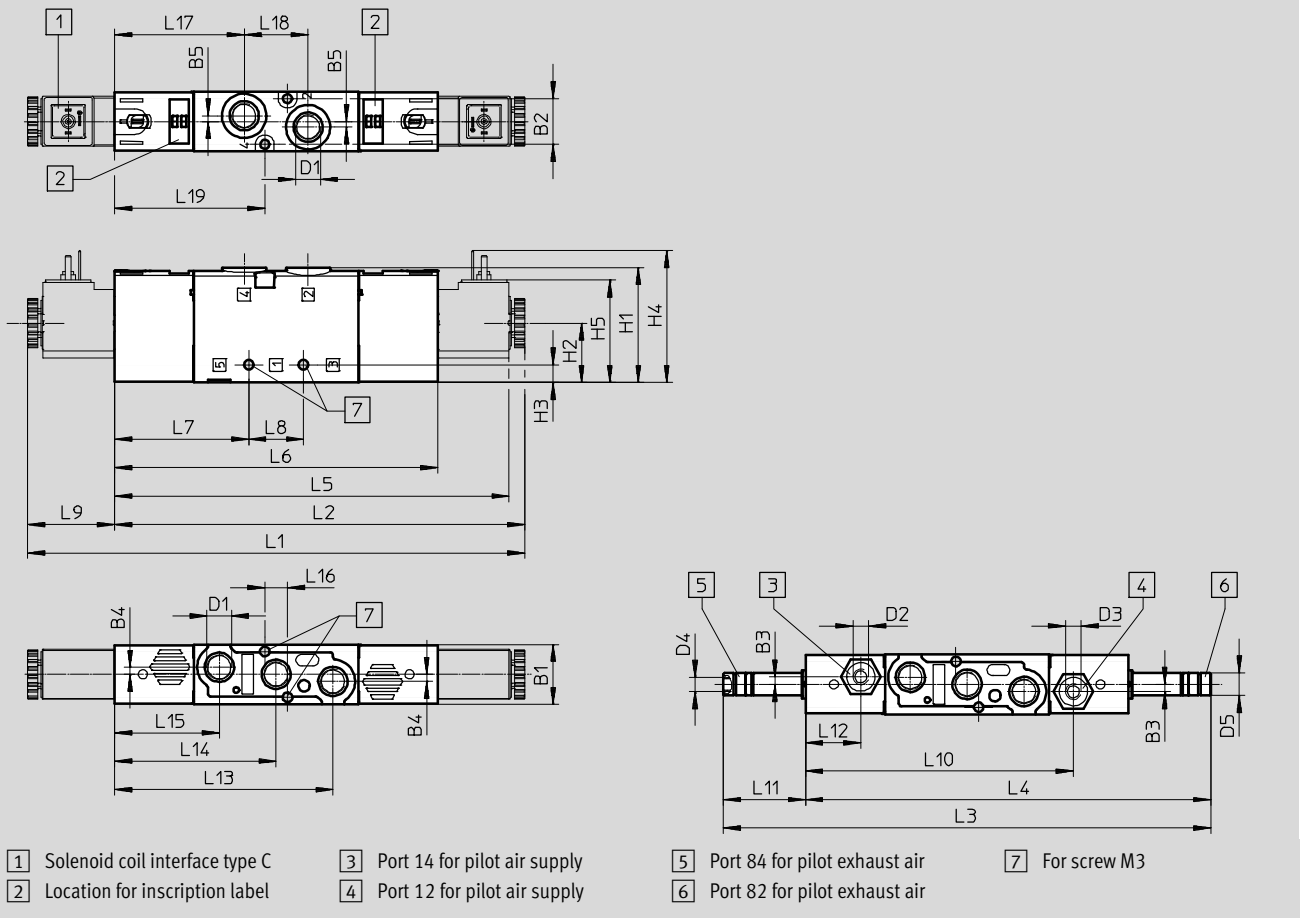 1
L17
L18
2
B5
B5
B2
D1
2
L19
4
2
4
2
5
1
3
H5
H1
H4
H2
H3
7
L7
L8
L6
L5
L9
L2
L1
L16
D1
7
B4
B1
B4
L15
L14
L13
5
3
4
6
D2
D3
D4
B3
B3
D5
L12
L10
L11
L4
L3
1 Solenoid coil interface type C
2 Location for inscription label
3 Port 14 for pilot air supply
4 Port 12 for pilot air supply
5 Port 84 for pilot exhaust air
6 Port 82 for pilot exhaust air
7 For screw M3